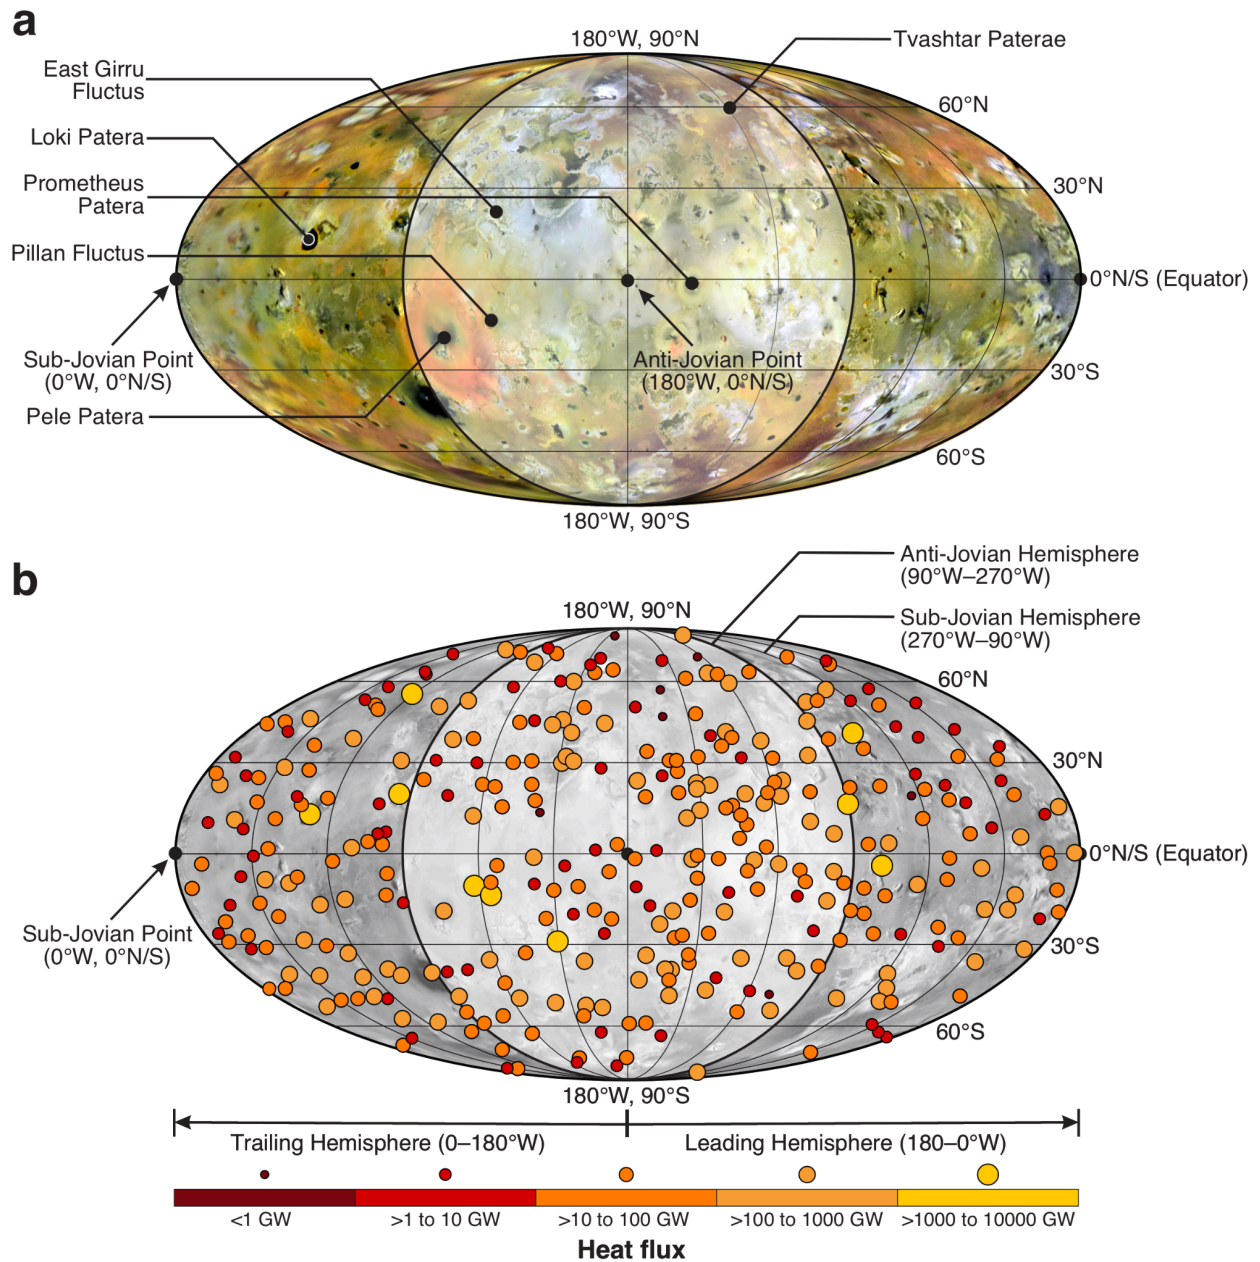 a
180°W, 90°N
Tvashtar Paterae
East Girru
Fluctus
60°N
Loki Patera
Prometheus
Patera
30°N
Pillan Fluctus
0°N/S (Equator)
Sub-Jovian Point
(0°W, 0°N/S)
Anti-Jovian Point
(180°W, 0°N/S)
30°S
Pele Patera
60°S
180°W, 90°S
b
Anti-Jovian Hemisphere
(90°W–270°W)
180°W, 90°N
Sub-Jovian Hemisphere
(270°W–90°W)
60°N
30°N
0°N/S (Equator)
Sub-Jovian Point
(0°W, 0°N/S)
30°S
60°S
180°W, 90°S
Trailing Hemisphere (0–180°W)
Leading Hemisphere (180–0°W)
<1 GW
>1 to 10 GW
>10 to 100 GW
>100 to 1000 GW
>1000 to 10000 GW
Heat flux